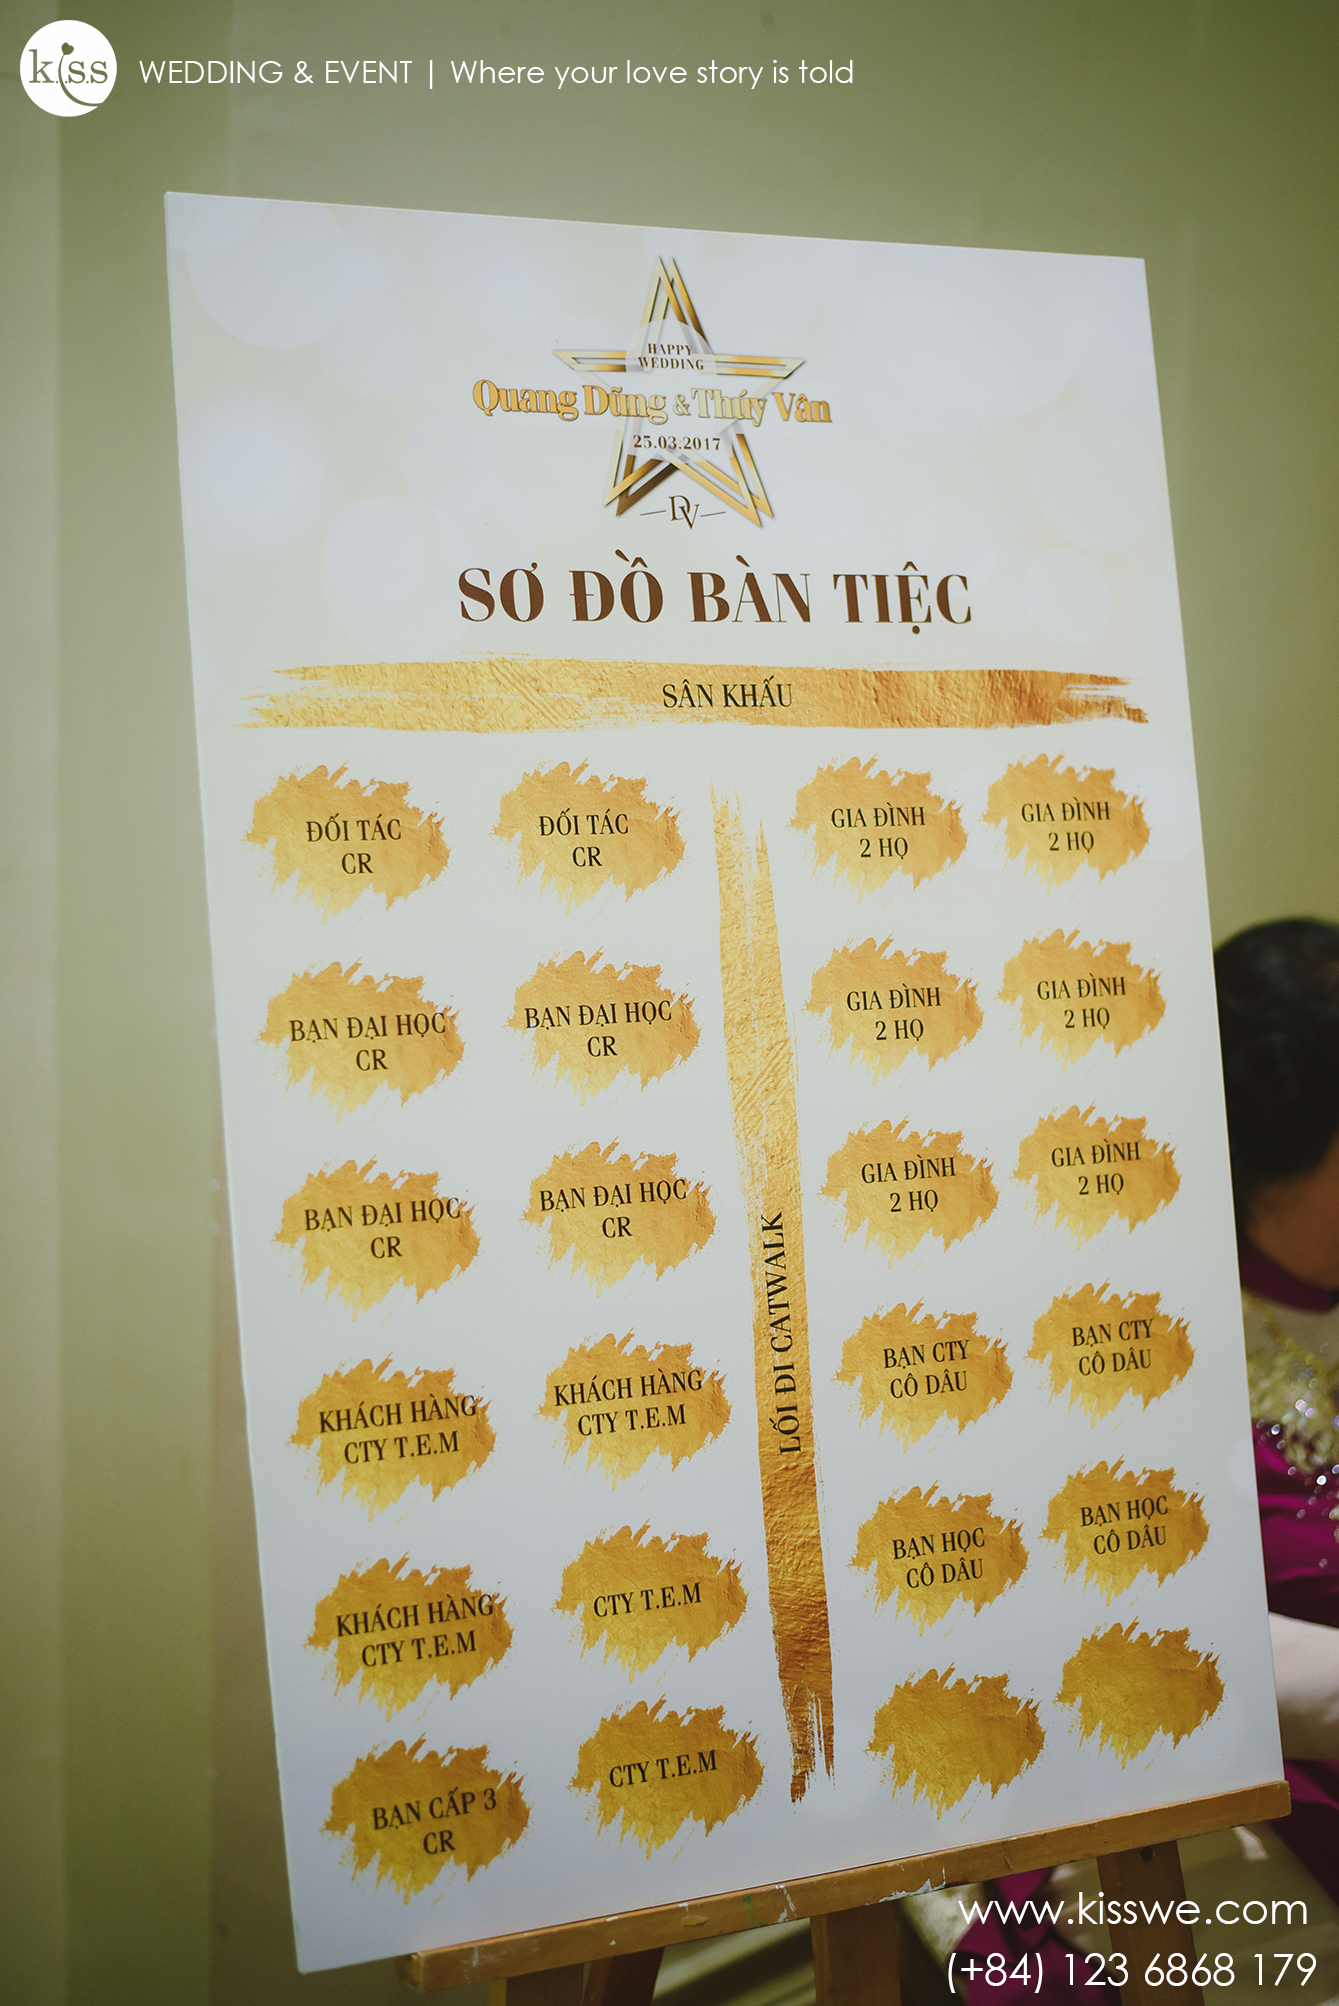 k.i.s.s
WEDDING & EVENT | Where your love story is told
HAPPY
WEDDING
Quang Dũng & Thúy Vân
25.03.2017
DV
SƠ ĐỒ BÀN TIỆC
SÂN KHẤU
ĐỐI TÁC
CR
ĐỐI TÁC
CR
GIA ĐÌNH
2 HỌ
GIA ĐÌNH
2 HỌ
BẠN ĐẠI HỌC
CR
BẠN ĐẠI HỌC
CR
GIA ĐÌNH
2 HỌ
GIA ĐÌNH
2 HỌ
BẠN ĐẠI HỌC
CR
BẠN ĐẠI HỌC
CR
GIA ĐÌNH
2 HỌ
GIA ĐÌNH
2 HỌ
LỐI ĐI CATWALK
KHÁCH HÀNG
CTY T.E.M
KHÁCH HÀNG
CTY T.E.M
BẠN CTY
CÔ DÂU
BẠN CTY
CÔ DÂU
KHÁCH HÀNG
CTY T.E.M
CTY T.E.M
BẠN HỌC
CÔ DÂU
BẠN HỌC
CÔ DÂU
BẠN CẤP 3
CR
CTY T.E.M
www.kisswe.com
(+84) 123 6868 179